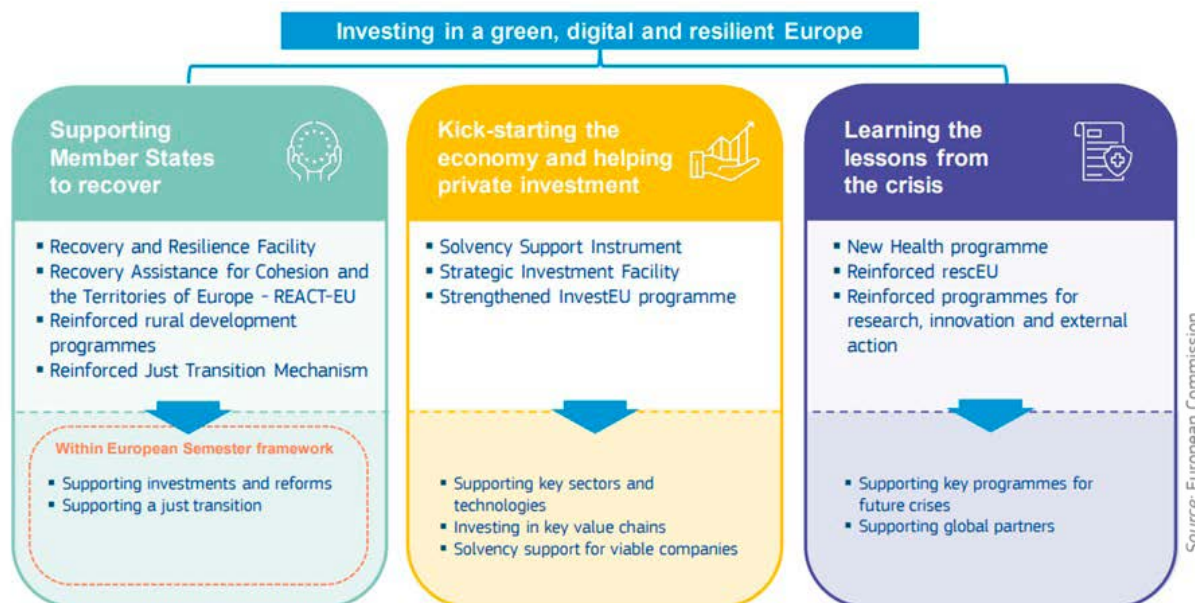 Investing in a green, digital and resilient Europe
Supporting
Member States
to recover
▪ Recovery and Resilience Facility
▪ Recovery Assistance for Cohesion and
the Territories of Europe - REACT-EU
▪ Reinforced rural development
programmes
▪ Reinforced Just Transition Mechanism
Within European Semester framework
▪ Supporting investments and reforms
▪ Supporting a just transition
Kick-starting the
economy and helping
private investment
▪ Solvency Support Instrument
▪ Strategic Investment Facility
▪ Strengthened InvestEU programme
▪ Supporting key sectors and
technologies
▪ Investing in key value chains
▪ Solvency support for viable companies
Learning the
lessons from
the crisis
▪ New Health programme
▪ Reinforced rescEU
▪ Reinforced programmes for
research, innovation and external
action
▪ Supporting key programmes for
future crises
▪ Supporting global partners
Source: European Commission